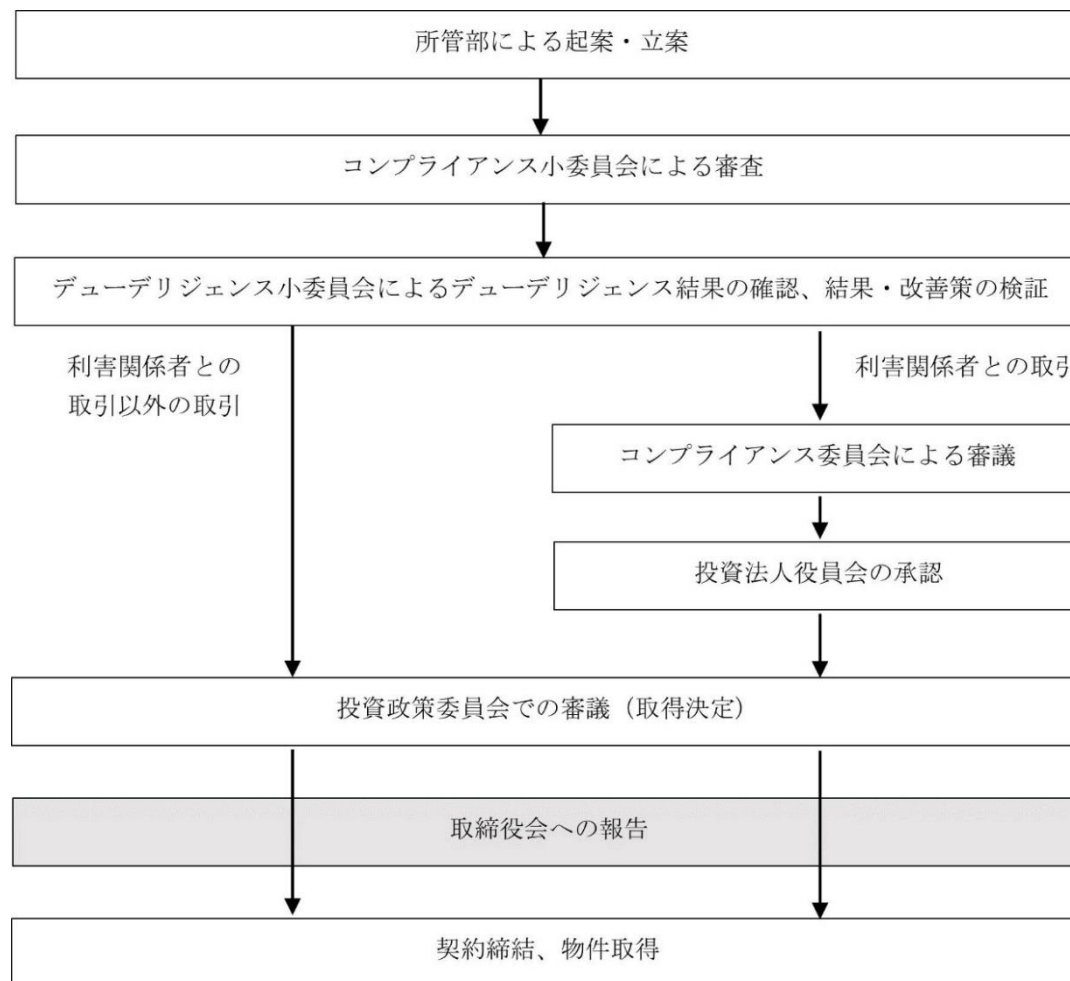 所管部による起案・立案
コンプライアンス小委員会による審査
デューデリジェンス小委員会によるデューデリジェンス結果の確認、結果・改善策の検証
利害関係者との
取引以外の取引
利害関係者との取引
コンプライアンス委員会による審議
投資法人役員会の承認
投資政策委員会での審議（取得決定）
取締役会への報告
契約締結、物件取得